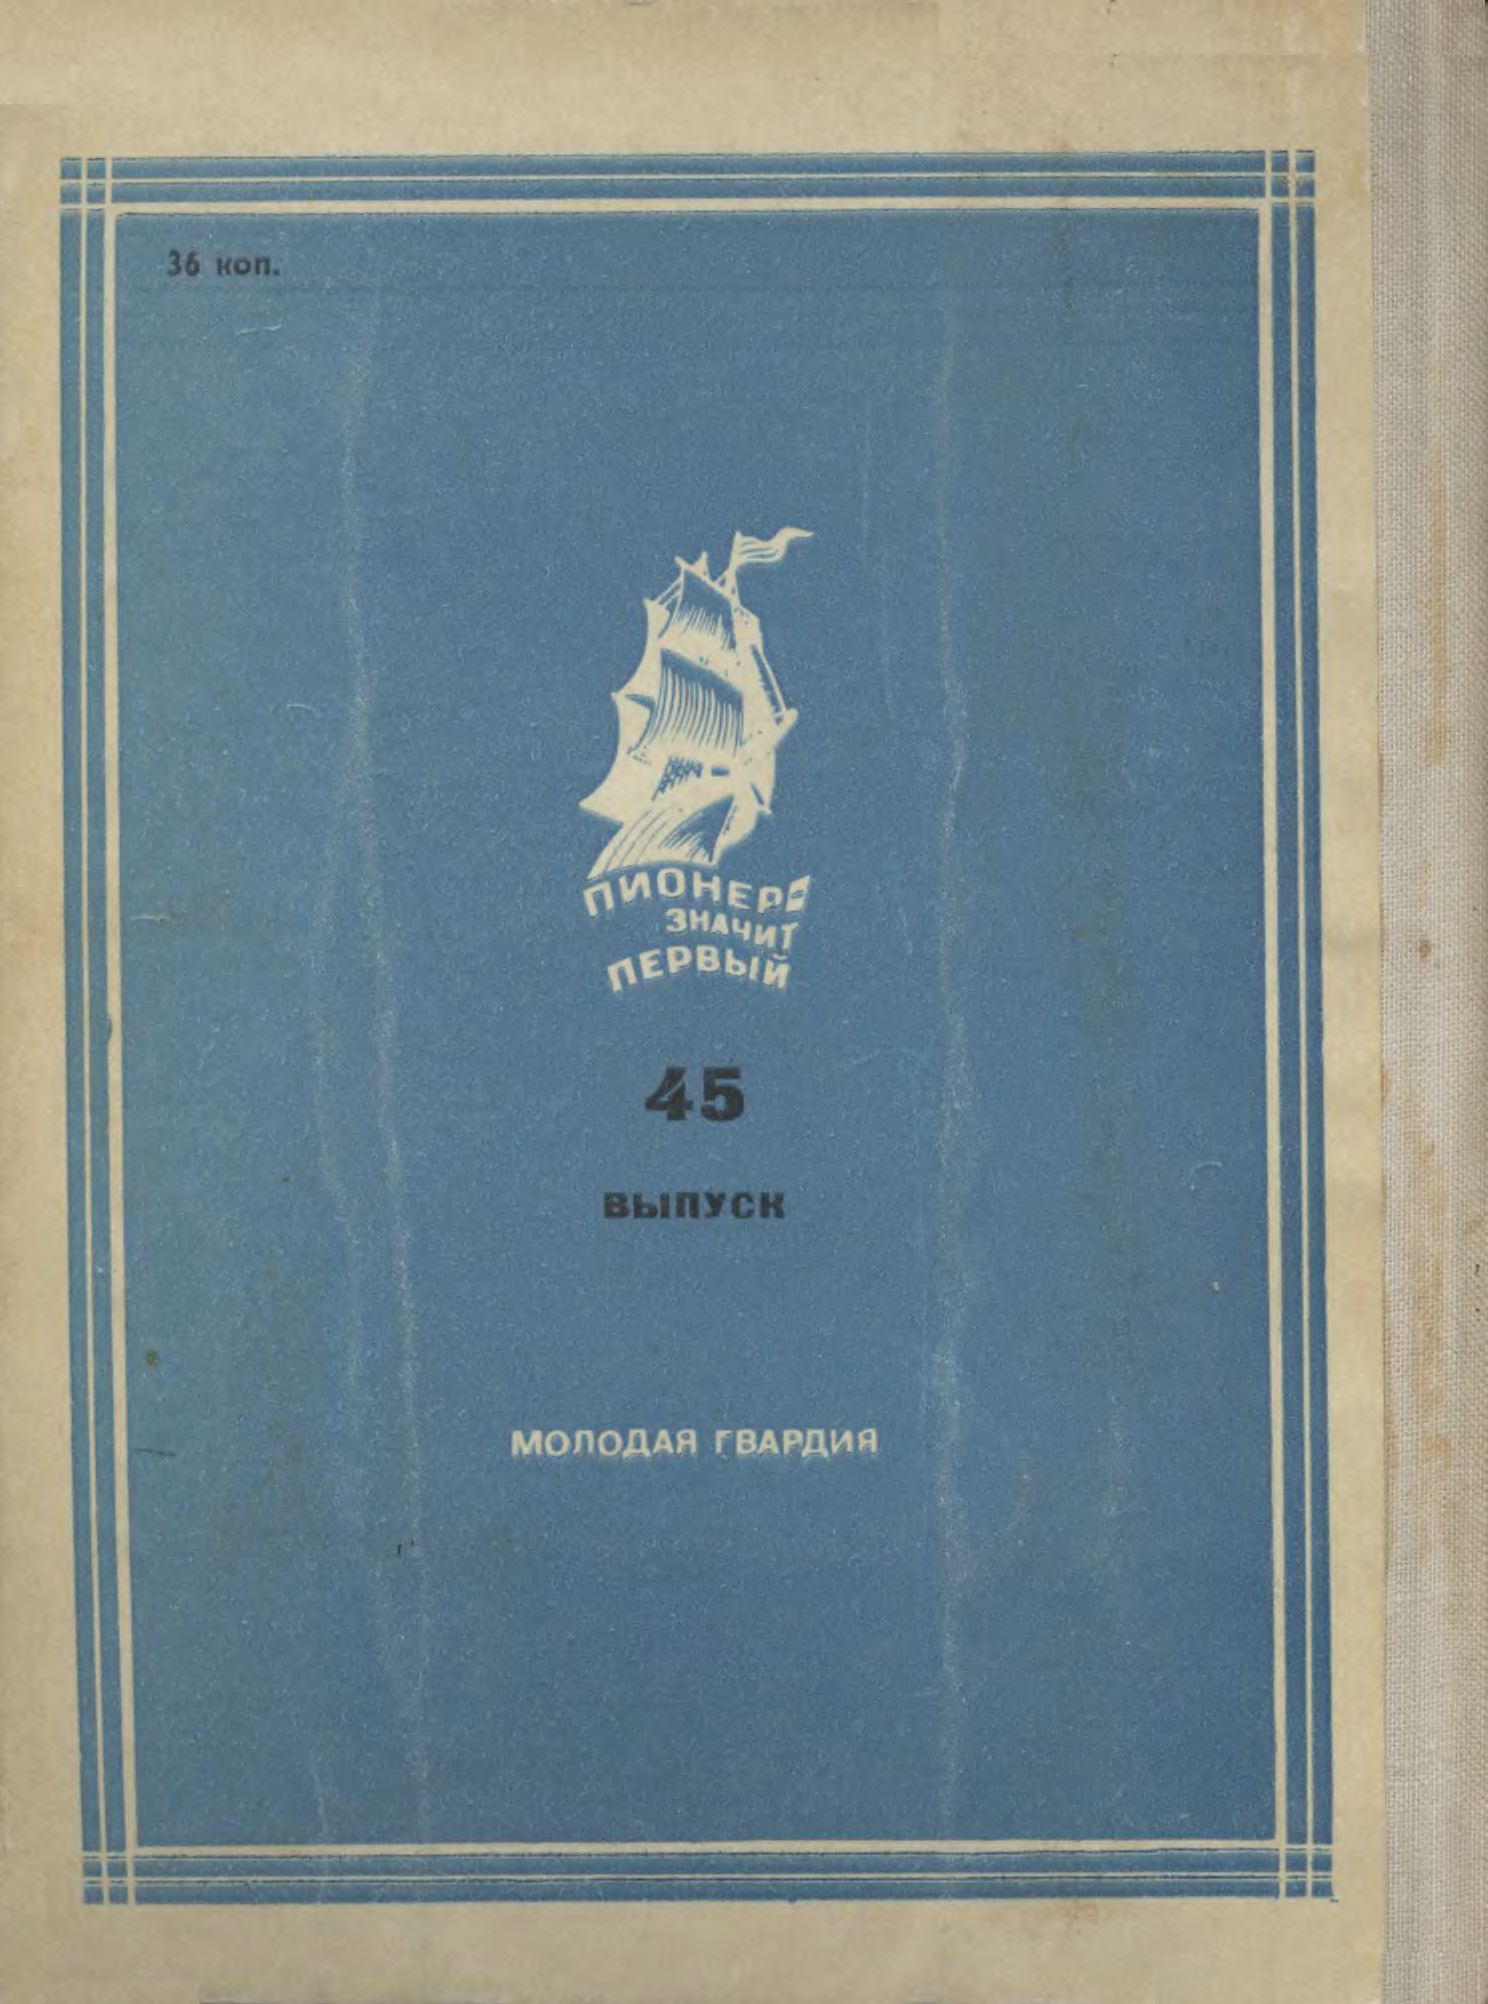 36 коп.
ПИОНЕР
ЗНАЧИТ
ПЕРВЫЙ
45
ВЫПУСК
МОЛОДАЯ ГВАРДИЯ